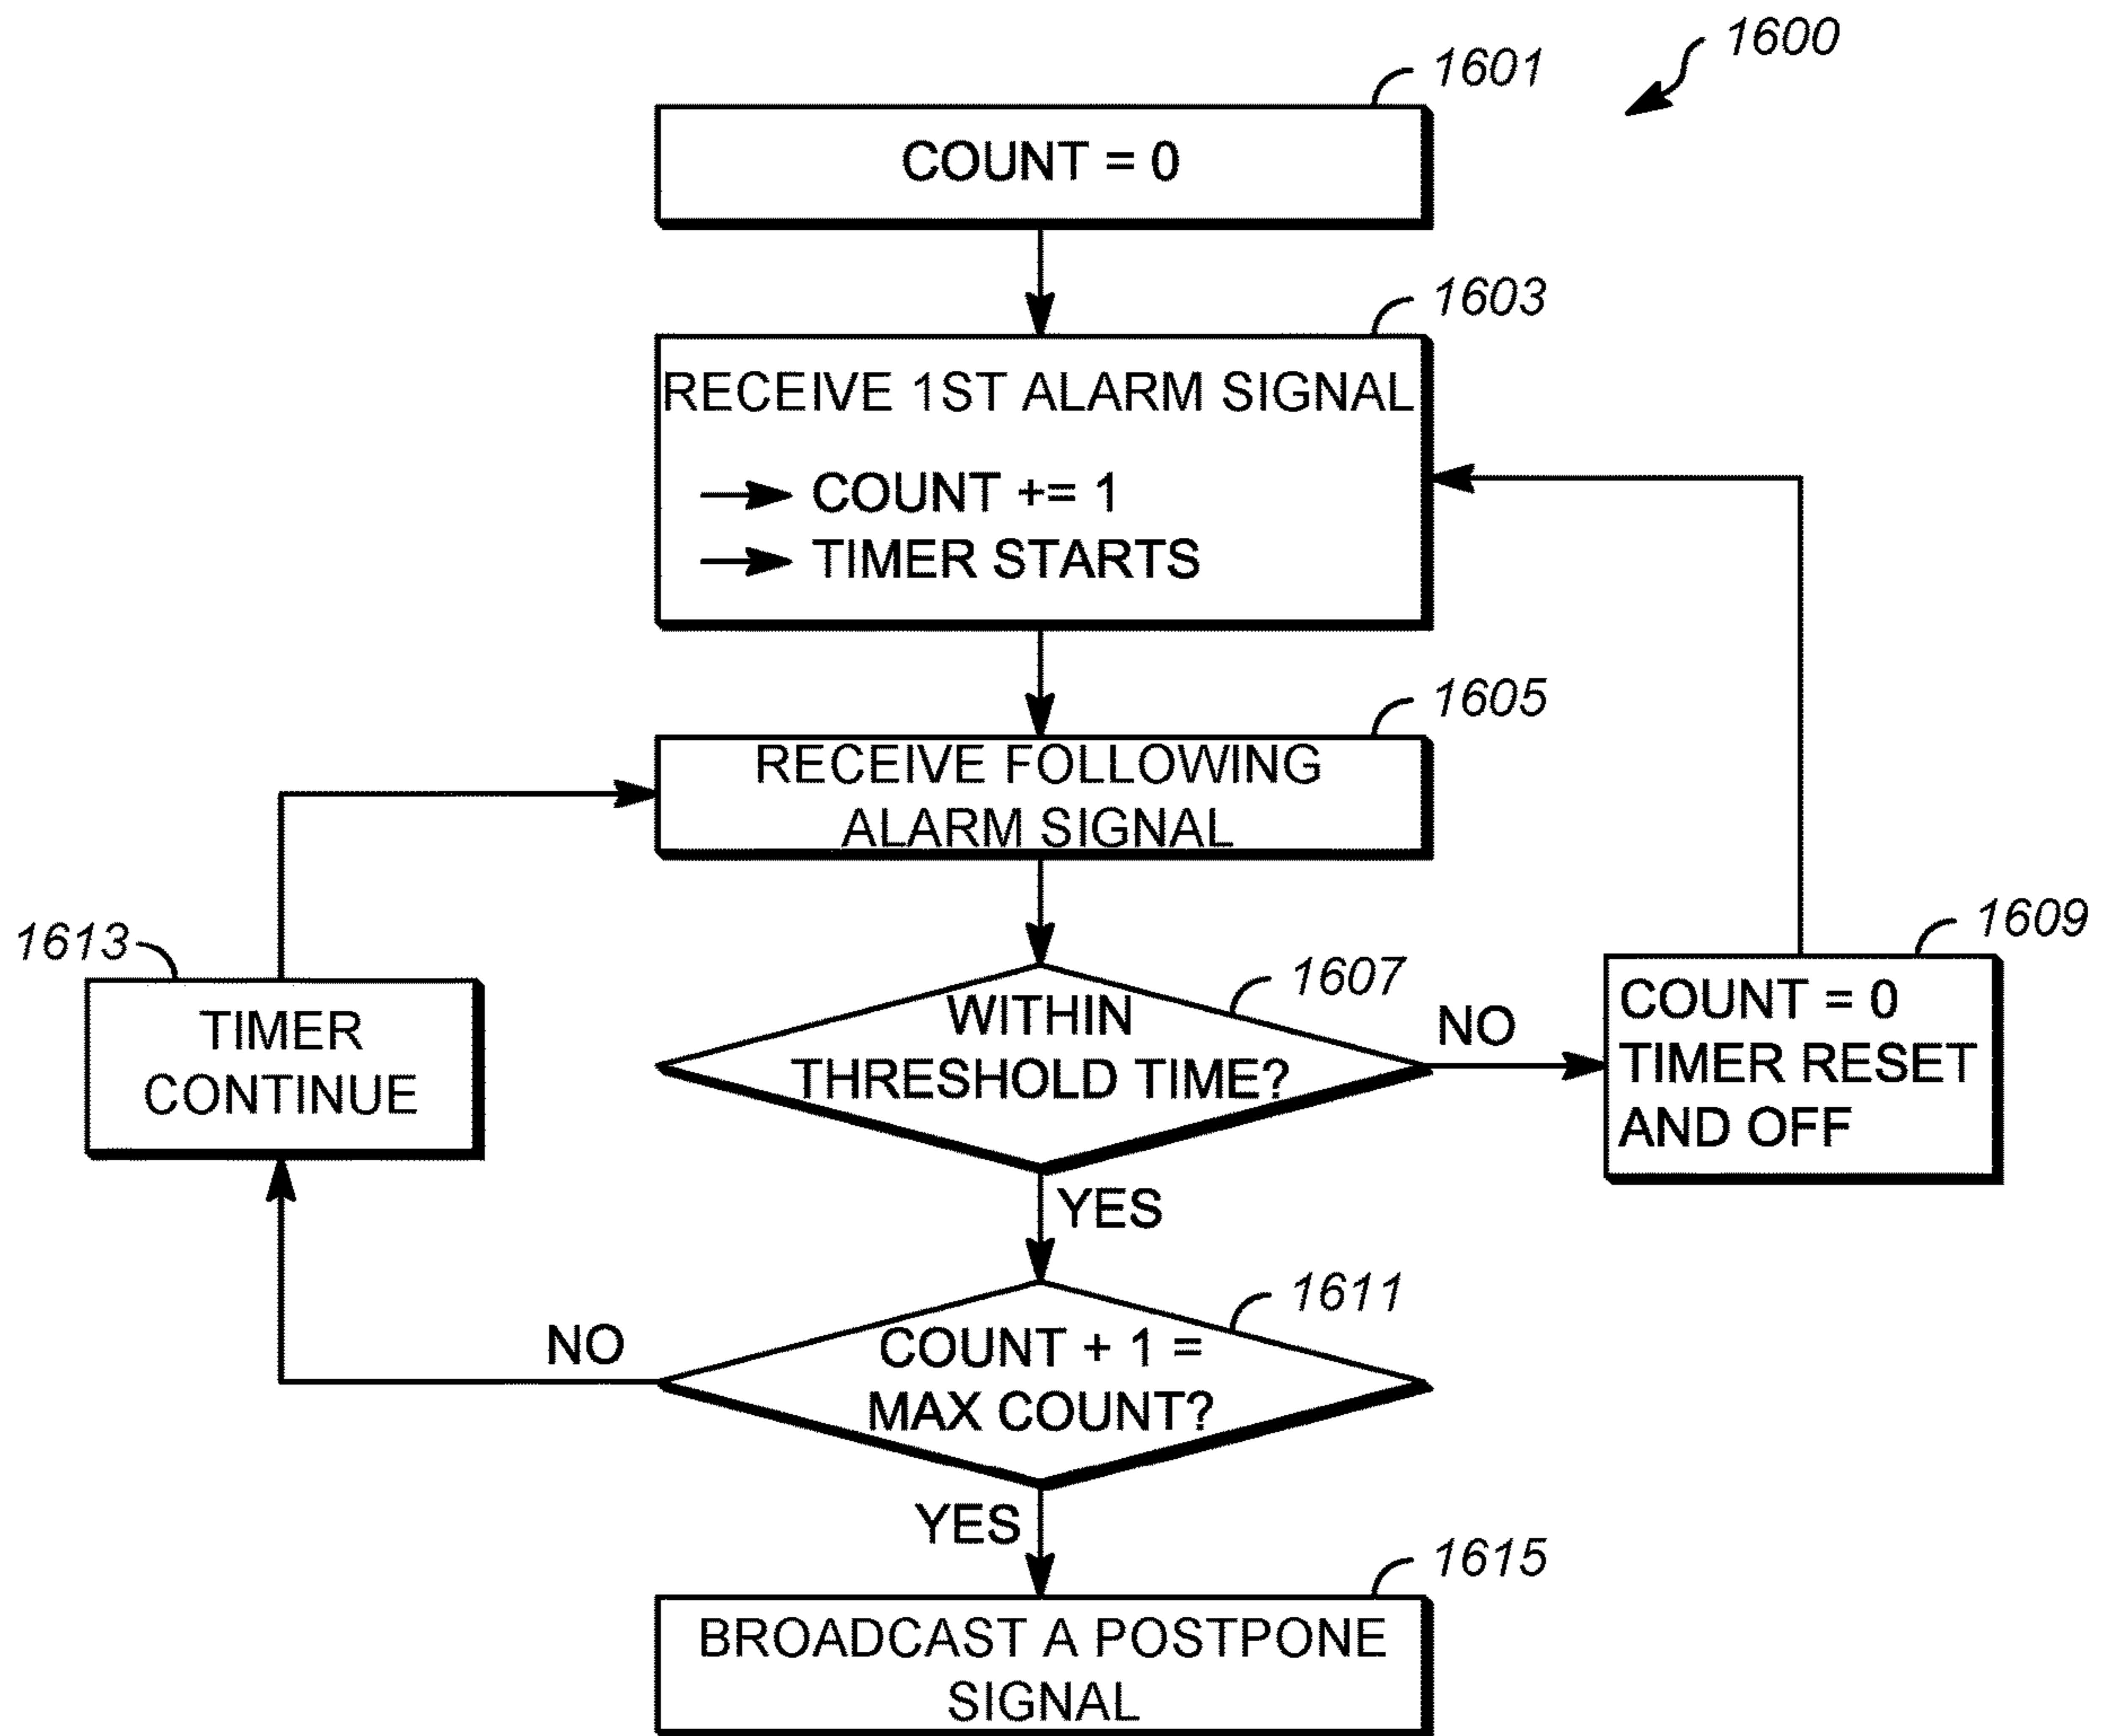 1600
1601
COUNT = 0
1603
RECEIVE 1ST ALARM SIGNAL
COUNT += 1
TIMER STARTS
1605
RECEIVE FOLLOWING
ALARM SIGNAL
1607
WITHIN
THRESHOLD TIME?
NO
1609
COUNT = 0
TIMER RESET
AND OFF
YES
1611
COUNT + 1 =
MAX COUNT?
NO
1613
TIMER
CONTINUE
YES
1615
BROADCAST A POSTPONE
SIGNAL